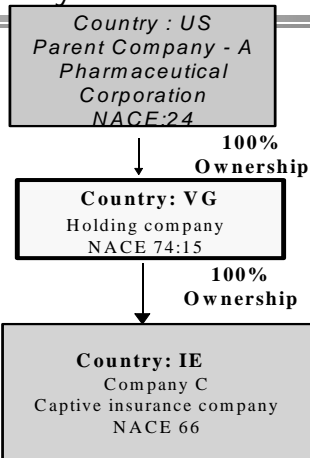 Country : US
Parent Company - A
Pharmaceutical
Corporation
NACE:24
100%
Ownership
Country: VG
Holding company
NACE 74:15
100%
Ownership
Country: IE
Company C
Captive insurance company
NACE 66